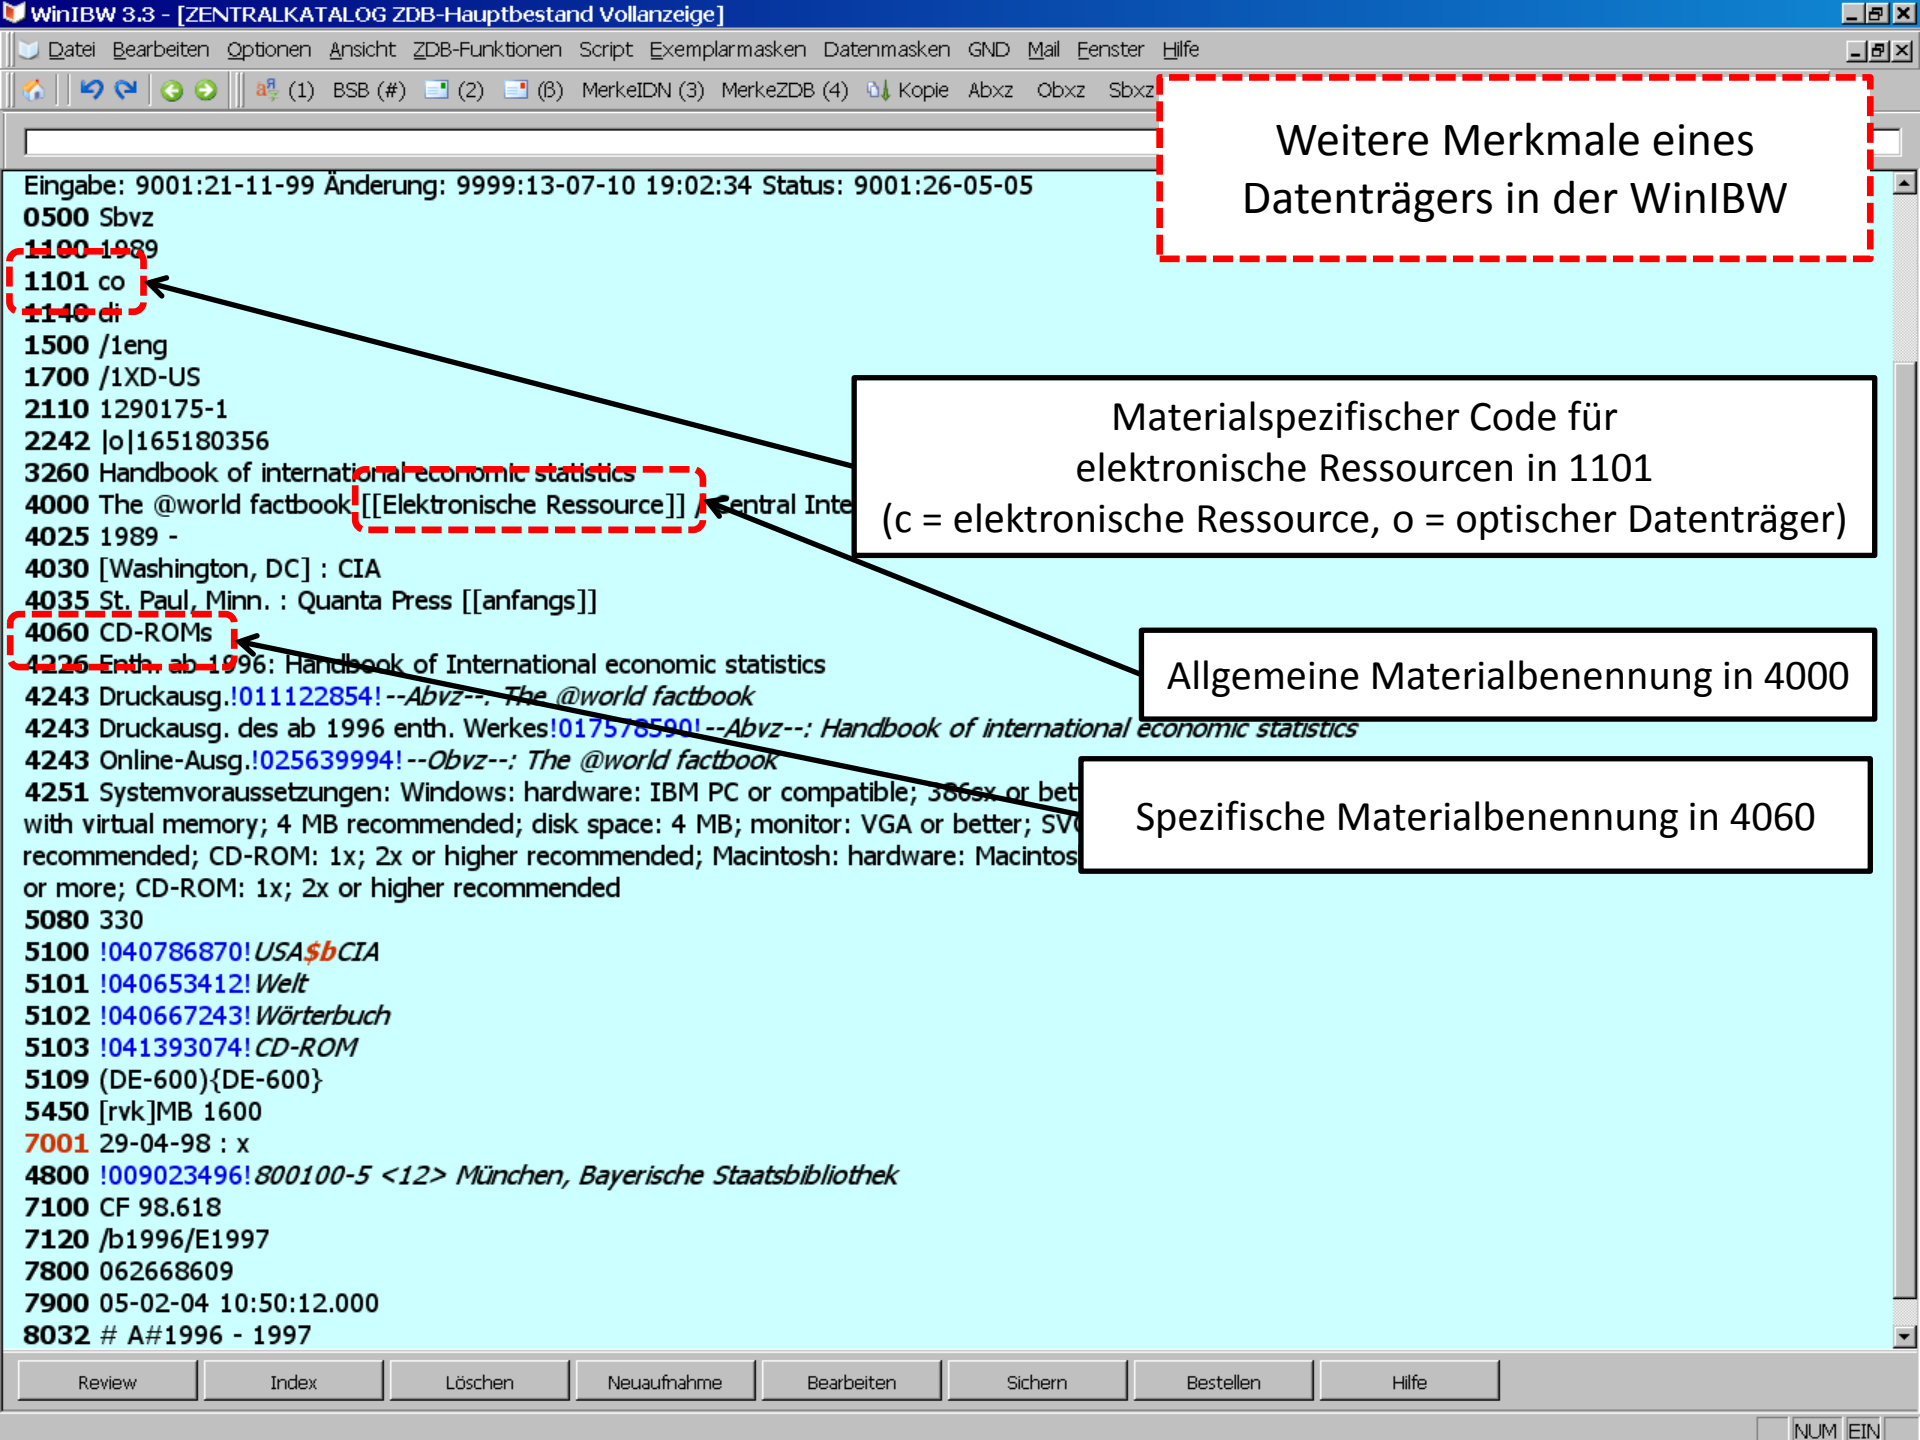 WinIBW 3.3 - [ZENTRALKATALOG ZDB-Hauptbestand Vollanzeige]
Datei Bearbeiten Optionen Ansicht ZDB-Funktionen Script Exemplarmasken Datenmasken GND Mail Fenster Hilfe
(1) BSB (#) (2) (β) MerkeIDN (3) MerkeZDB (4) Kopie Abxz Obxz Sbxz
Weitere Merkmale eines
Datenträgers in der WinIBW
Eingabe: 9001:21-11-99 Änderung: 9999:13-07-10 19:02:34 Status: 9001:26-05-05
0500 Sbvz
1100 1989
1101 co
1140 di
1500 /1eng
1700 /1XD-US
2110 1290175-1
2242 |o|165180356
3260 Handbook of international economic statistics
4000 The @world factbook [[Elektronische Ressource]] / Central Inte
4025 1989 -
4030 [Washington, DC] : CIA
4035 St. Paul, Minn. : Quanta Press [[anfangs]]
4060 CD-ROMs
4226 Enth. ab 1996: Handbook of International economic statistics
4243 Druckausg.!011122854!--Abvz--: The @world factbook
4243 Druckausg. des ab 1996 enth. Werkes!017578590!--Abvz--: Handbook of international economic statistics
4243 Online-Ausg.!025639994!--Obvz--: The @world factbook
4251 Systemvoraussetzungen: Windows: hardware: IBM PC or compatible; 386sx or bet
with virtual memory; 4 MB recommended; disk space: 4 MB; monitor: VGA or better; SV
recommended; CD-ROM: 1x; 2x or higher recommended; Macintosh: hardware: Macintos
or more; CD-ROM: 1x; 2x or higher recommended
5080 330
5100 !040786870!USA$bCIA
5101 !040653412!Welt
5102 !040667243!Wörterbuch
5103 !041393074!CD-ROM
5109 (DE-600){DE-600}
5450 [rvk]MB 1600
7001 29-04-98 : x
4800 !009023496!800100-5 <12> München, Bayerische Staatsbibliothek
7100 CF 98.618
7120 /b1996/E1997
7800 062668609
7900 05-02-04 10:50:12.000
8032 # A#1996 - 1997
Materialspezifischer Code für
elektronische Ressourcen in 1101
(c = elektronische Ressource, o = optischer Datenträger)
Allgemeine Materialbenennung in 4000
Spezifische Materialbenennung in 4060
Review Index Löschen Neuaufnahme Bearbeiten Sichern Bestellen Hilfe
NUM EIN